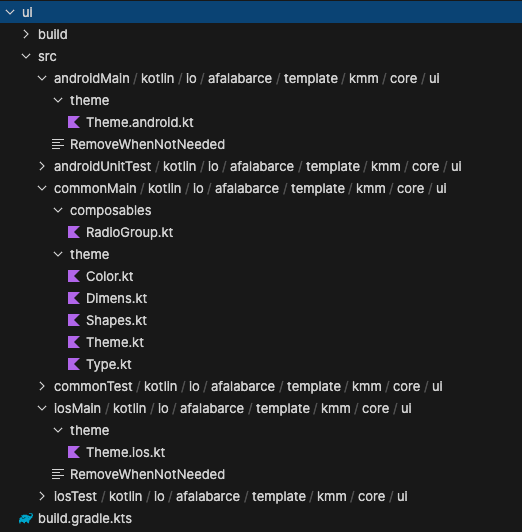 ui
build
src
androidMain / kotlin / io / afalabarce / template / kmm / core / ui
theme
Theme.android.kt
RemoveWhenNotNeeded
androidUnitTest / kotlin / io / afalabarce / template / kmm / core / ui
commonMain / kotlin / io / afalabarce / template / kmm / core / ui
composables
RadioGroup.kt
theme
Color.kt
Dimens.kt
Shapes.kt
Theme.kt
Type.kt
commonTest / kotlin / io / afalabarce / template / kmm / core / ui
iosMain / kotlin / io / afalabarce / template / kmm / core / ui
theme
Theme.ios.kt
RemoveWhenNotNeeded
iosTest / kotlin / io / afalabarce / template / kmm / core / ui
build.gradle.kts